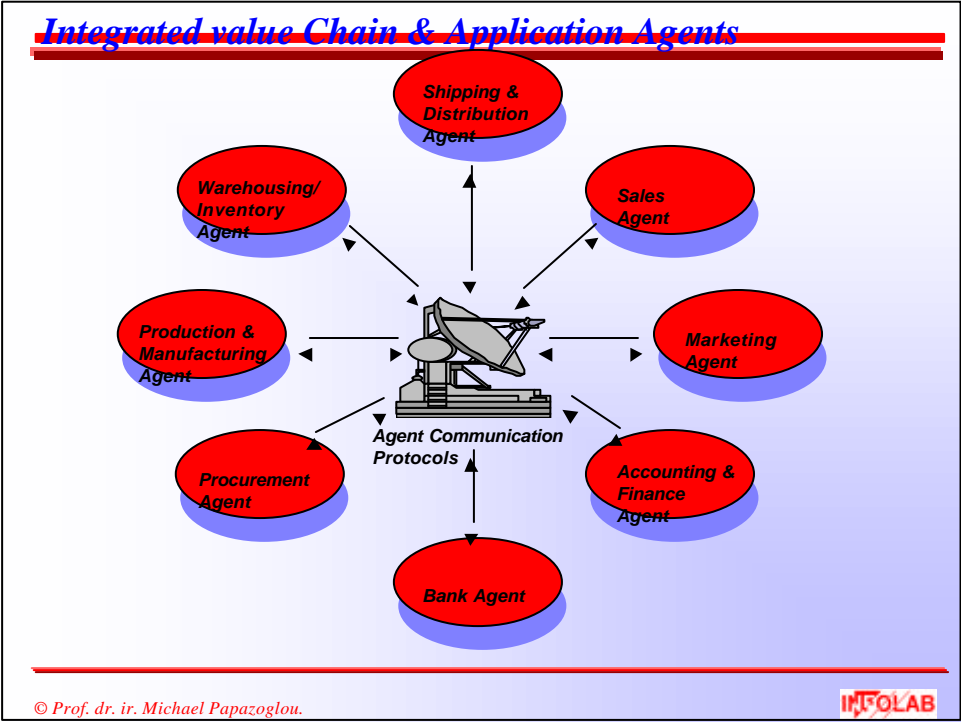 Integrated value Chain & Application Agents
Shipping &
Distribution
Agent
Warehousing/
Inventory
Agent
Sales
Agent
Production &
Manufacturing
Agent
Marketing
Agent
Agent Communication
Protocols
Procurement
Agent
Accounting &
Finance
Agent
Bank Agent
© Prof. dr. ir. Michael Papazoglou.
INFOLAB